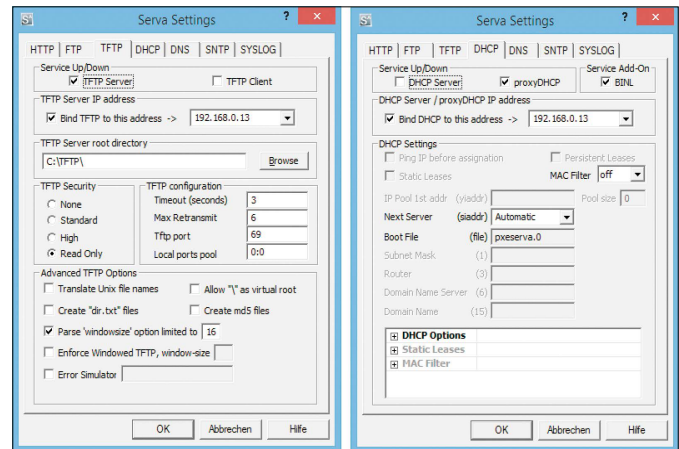 Serva Settings ? ×
HTTP | FTP TFTP DHCP | DNS | SNTP | SYSLOG |
Service Up/Down
TFTP Server TFTP Client
TFTP Server IP address
Bind TFTP to this address -> 192.168.0.13
TFTP Server root directory
C:\TFTP\ Browse
TFTP Security
None
Standard
High
Read Only
TFTP configuration
Timeout (seconds) 3
Max Retransmit 6
Tftp port 69
Local ports pool 0:0
Advanced TFTP Options
Translate Unix file names Allow "\" as virtual root
Create "dir.txt" files Create md5 files
Parse 'windowsize' option limited to 16
Enforce Windowed TFTP, window-size
Error Simulator
OK Abbrechen Hilfe
Serva Settings ? ×
HTTP | FTP | TFTP DHCP | DNS | SNTP | SYSLOG |
Service Up/Down
DHCP Server proxyDHCP
Service Add-On
BINL
DHCP Server / proxyDHCP IP address
Bind DHCP to this address -> 192.168.0.13
DHCP Settings
Ping IP before assignation Persistent Leases
Static Leases MAC Filter off
IP Pool 1st addr (yiaddr) Pool size 0
Next Server (siaddr) Automatic
Boot File (file) pxeserva.0
Subnet Mask (1)
Router (3)
Domain Name Server (6)
Domain Name (15)
DHCP Options
Static Leases
MAC Filter
OK Abbrechen Hilfe